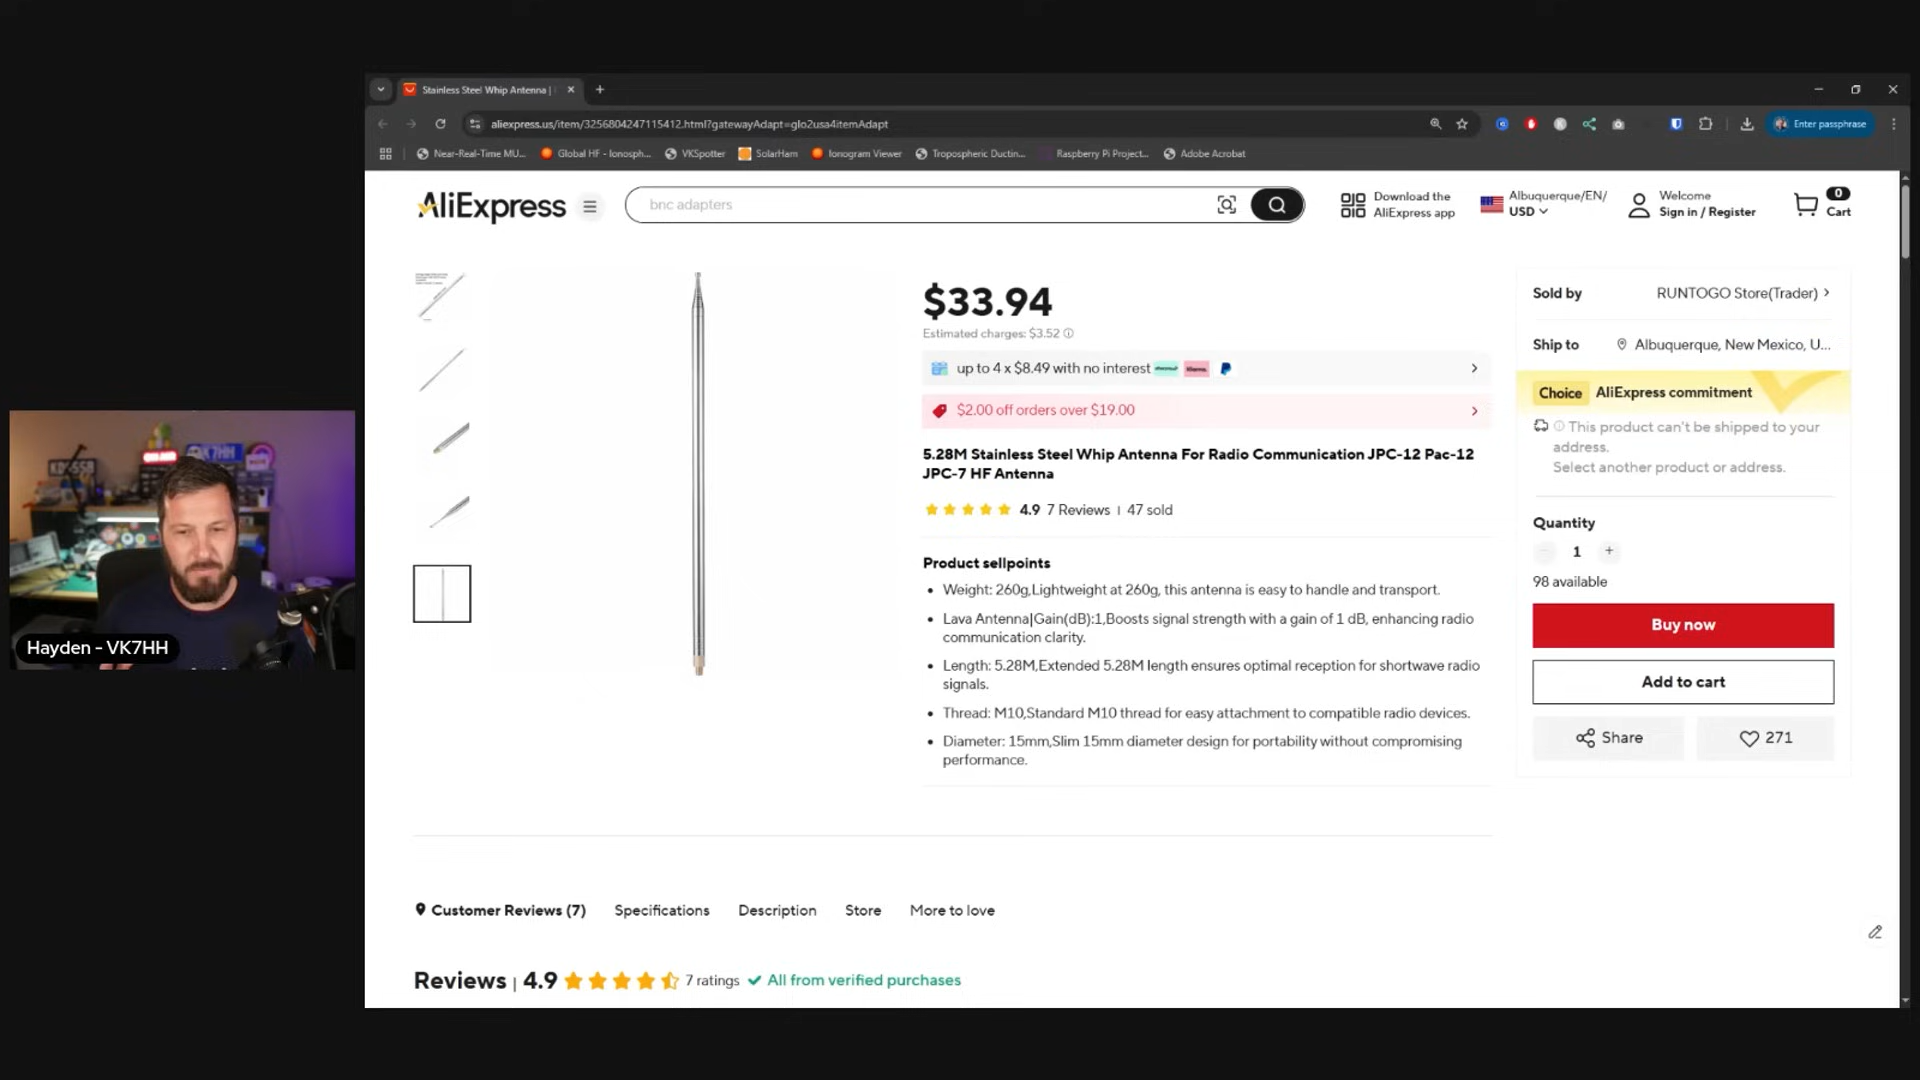 Stainless Steel Whip Antenna |
aliexpress.us/item/3256804247115412.html?gatewayAdapt=glo2usa4itemAdapt
Enter passphrase
Near-Real-Time MU...
Global HF - Ionosph...
VKSpotter
SolarHam
Ionogram Viewer
Tropospheric Ductin...
Raspberry Pi Project...
Adobe Acrobat
AliExpress
bnc adapters
Download the
AliExpress app
Albuquerque/EN/
USD
Welcome
Sign in / Register
0
Cart
$33.94
Estimated charges: $3.52
up to 4 x $8.49 with no interest
Klarna.
$2.00 off orders over $19.00
5.28M Stainless Steel Whip Antenna For Radio Communication JPC-12 Pac-12
JPC-7 HF Antenna
4.9 7 Reviews | 47 sold
Product sellpoints
• Weight: 260g,Lightweight at 260g, this antenna is easy to handle and transport.
• Lava Antenna|Gain(dB):1,Boosts signal strength with a gain of 1 dB, enhancing radio
communication clarity.
• Length: 5.28M,Extended 5.28M length ensures optimal reception for shortwave radio
signals.
• Thread: M10,Standard M10 thread for easy attachment to compatible radio devices.
• Diameter: 15mm,Slim 15mm diameter design for portability without compromising
performance.
Sold by
RUNTOGO Store(Trader)
Ship to
Albuquerque, New Mexico, U...
Choice AliExpress commitment
This product can't be shipped to your
address.
Select another product or address.
Quantity
1
98 available
Buy now
Add to cart
Share
271
Customer Reviews (7)
Specifications
Description
Store
More to love
Reviews | 4.9
7 ratings
All from verified purchases
VK7HH
Hayden - VK7HH